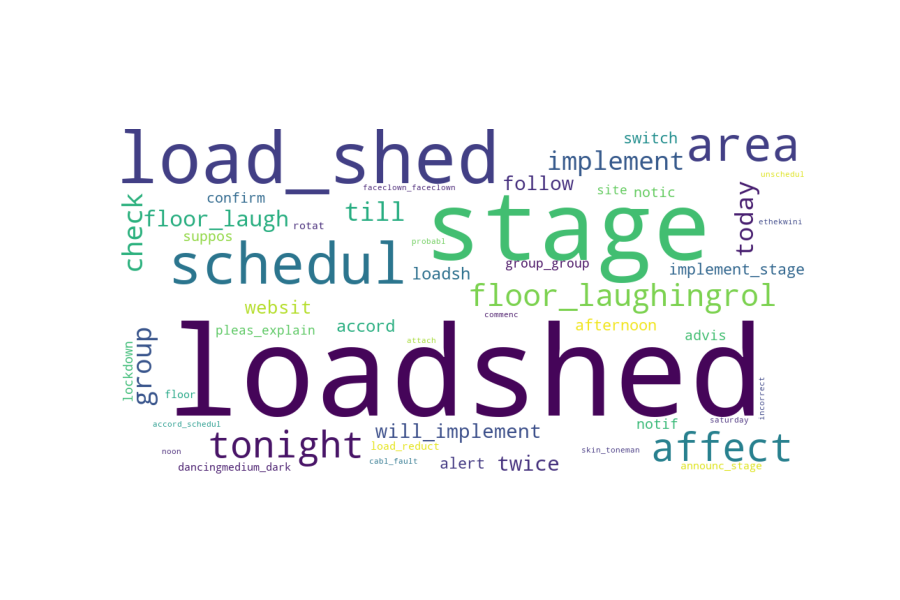 load_shed
switch
area
implement
faceclown_faceclown
follow
unschedul
confirm
site
notic
check
floor_laugh
rotat
till
stage
today
ethekwini
suppos
probabl
schedul
loadsh
group_group
implement_stage
floor_laughingrol
websit
commenc
pleas_explain
accord
afternoon
advis
attach
loadshed
lockdown
group
floor
incorrect
accord_schedul
saturday
notif
tonight
will_implement
affect
load_reduct
noon
skin_toneman
dancingmedium_dark
cabl_fault
alert
twice
announc_stage